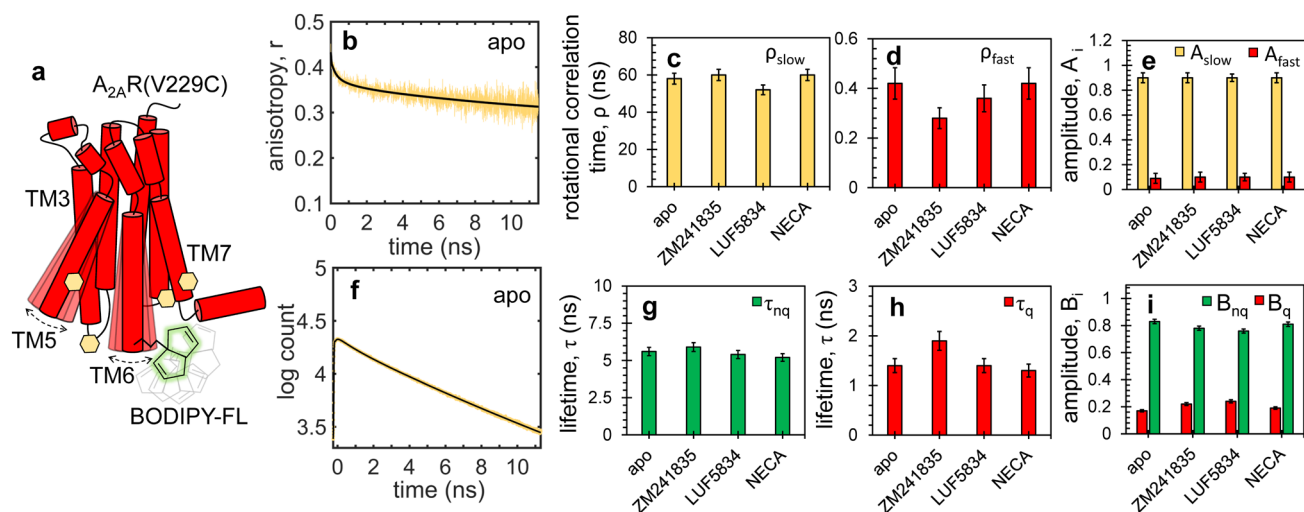 a
A2AR(V229C)
TM3
TM7
TM5
TM6
BODIPY-FL
b
apo
anisotropy, r
0.5
0.4
0.3
0.2
0.1
0 2 4 6 8 10
time (ns)
c
ρslow
rotational correlation
time, ρ (ns)
80
60
40
20
0
apo
ZM241835
LUF5834
NECA
d
ρfast
0.6
0.4
0.2
0
apo
ZM241835
LUF5834
NECA
e
Aslow Afast
amplitude, Ai
1.2
0.9
0.6
0.3
0
apo
ZM241835
LUF5834
NECA
f
apo
log count
5
4.5
4
3.5
0 2 4 6 8 10
time (ns)
g
τnq
lifetime, τ (ns)
10
7.5
5
2.5
0
apo
ZM241835
LUF5834
NECA
h
τq
lifetime, τ (ns)
3
2
1
0
apo
ZM241835
LUF5834
NECA
i
Bnq Bq
amplitude, Bi
1
0.8
0.6
0.4
0.2
0
apo
ZM241835
LUF5834
NECA